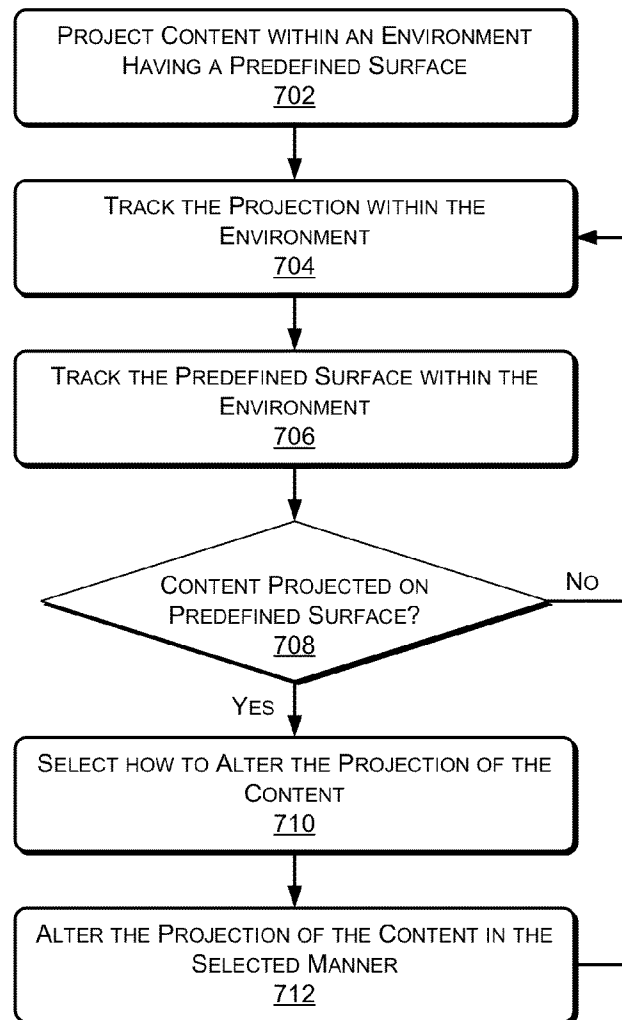 PROJECT CONTENT WITHIN AN ENVIRONMENT
HAVING A PREDEFINED SURFACE
702
TRACK THE PROJECTION WITHIN THE
ENVIRONMENT
704
TRACK THE PREDEFINED SURFACE WITHIN THE
ENVIRONMENT
706
CONTENT PROJECTED ON
PREDEFINED SURFACE?
708
NO
YES
SELECT HOW TO ALTER THE PROJECTION OF THE
CONTENT
710
ALTER THE PROJECTION OF THE CONTENT IN THE
SELECTED MANNER
712